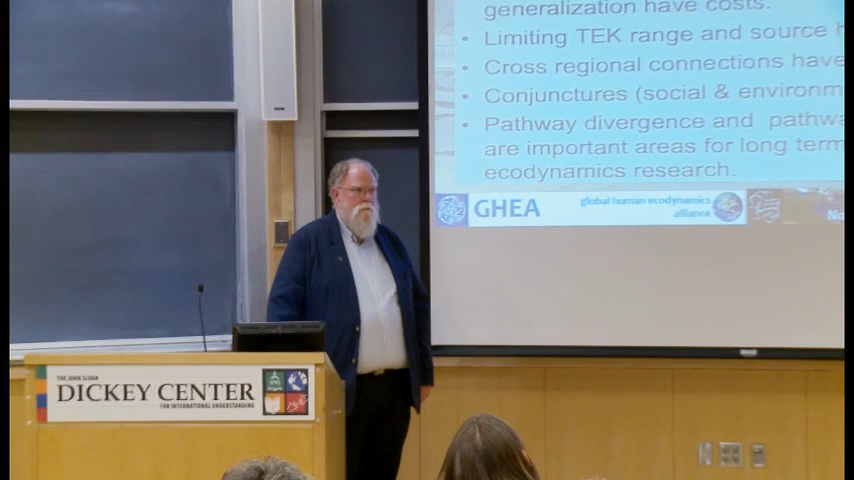 generalization have costs.
• Limiting TEK range and source
• Cross regional connections have
• Conjunctures (social & environm
• Pathway divergence and pathwa
are important areas for long term
ecodynamics research.
GHEA
global human ecodynamics
alliance
No
THE JOHN SLOAN
DICKEY CENTER
FOR INTERNATIONAL UNDERSTANDING